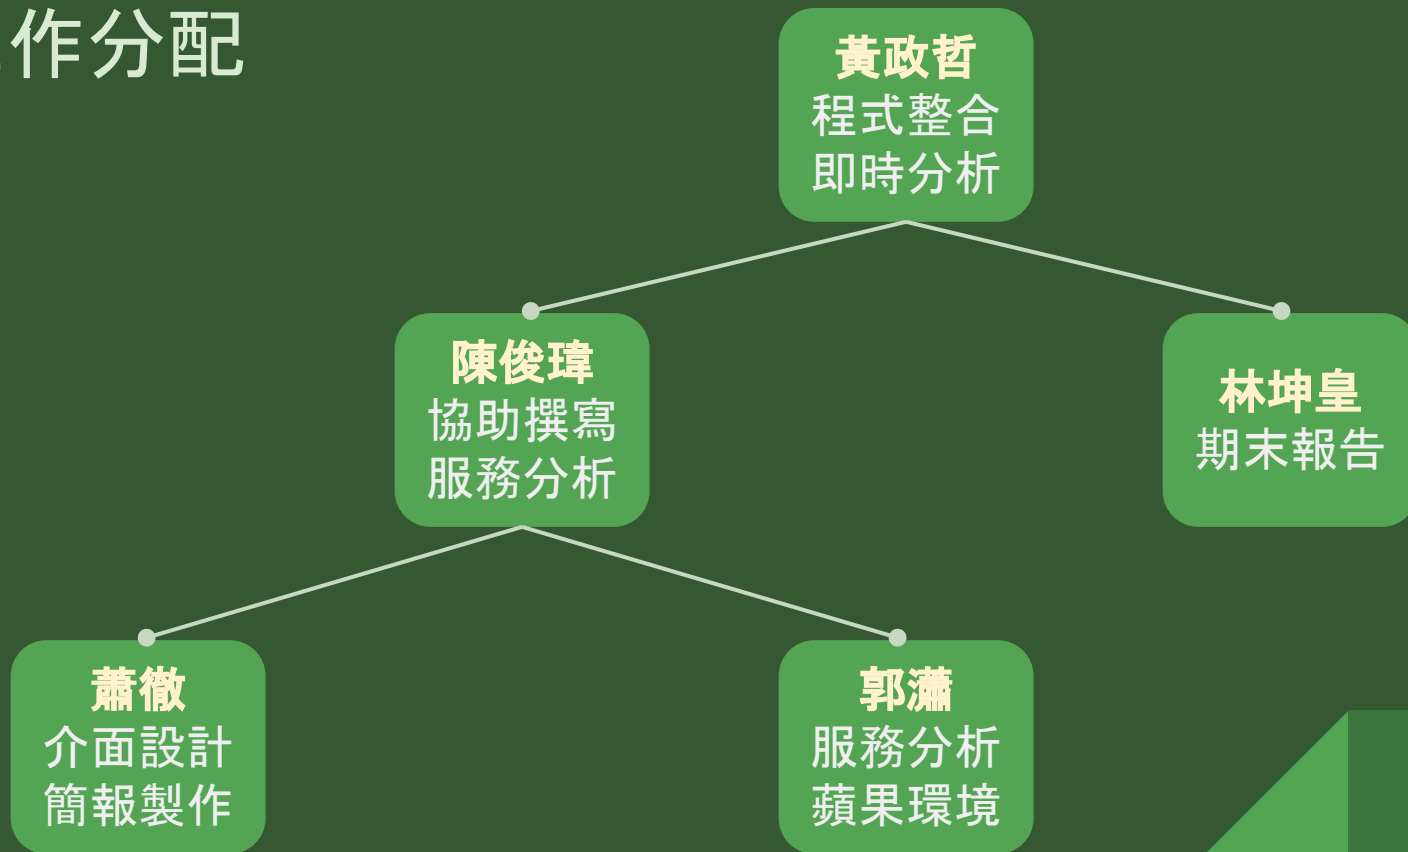 作分配
黃政哲
程式整合
即時分析
陳俊瑋
協助撰寫
服務分析
林坤皇
期末報告
蕭徹
介面設計
簡報製作
郭瀟
服務分析
蘋果環境